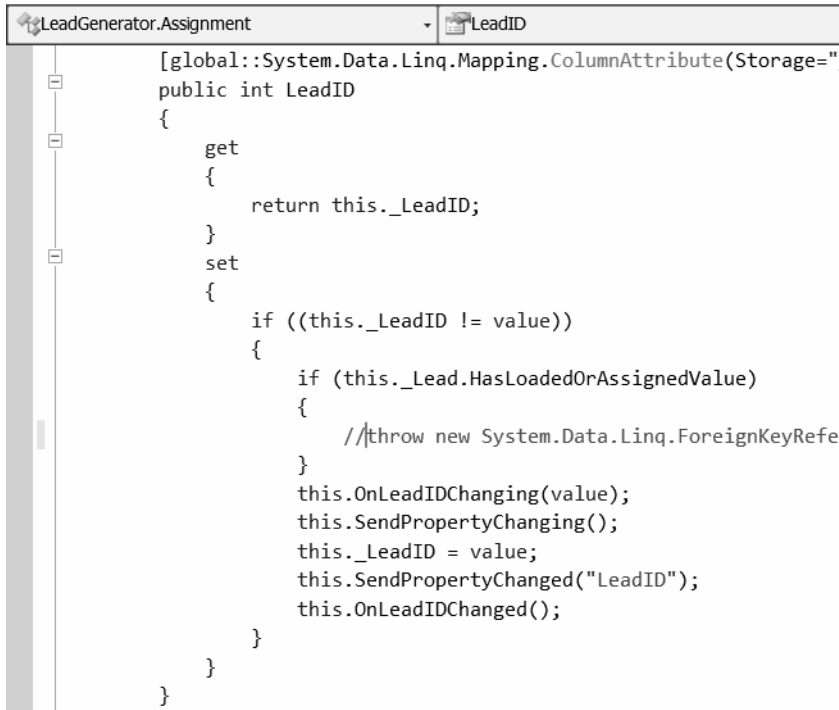 LeadGenerator.Assignment
LeadID
[global::System.Data.Linq.Mapping.ColumnAttribute(Storage="
public int LeadID
{
get
{
return this._LeadID;
}
set
{
if ((this._LeadID != value))
{
if (this._Lead.HasLoadedOrAssignedValue)
{
//throw new System.Data.Linq.ForeignKeyRefe
}
this.OnLeadIDChanging(value);
this.SendPropertyChanging();
this._LeadID = value;
this.SendPropertyChanged("LeadID");
this.OnLeadIDChanged();
}
}
}